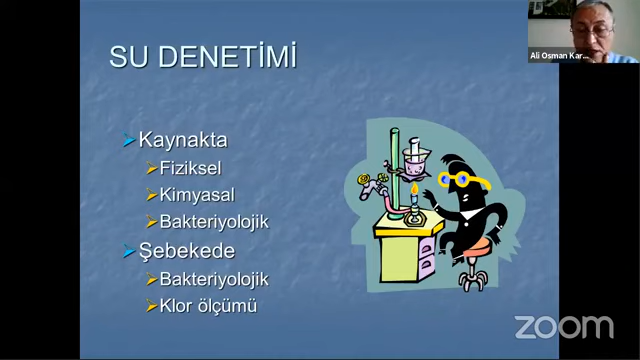 SU DENETİMİ
Kaynakta
Fiziksel
Kimyasal
Bakteriyolojik
Şebekede
Bakteriyolojik
Klor ölçümü
Ali Osman Kar...
zoom